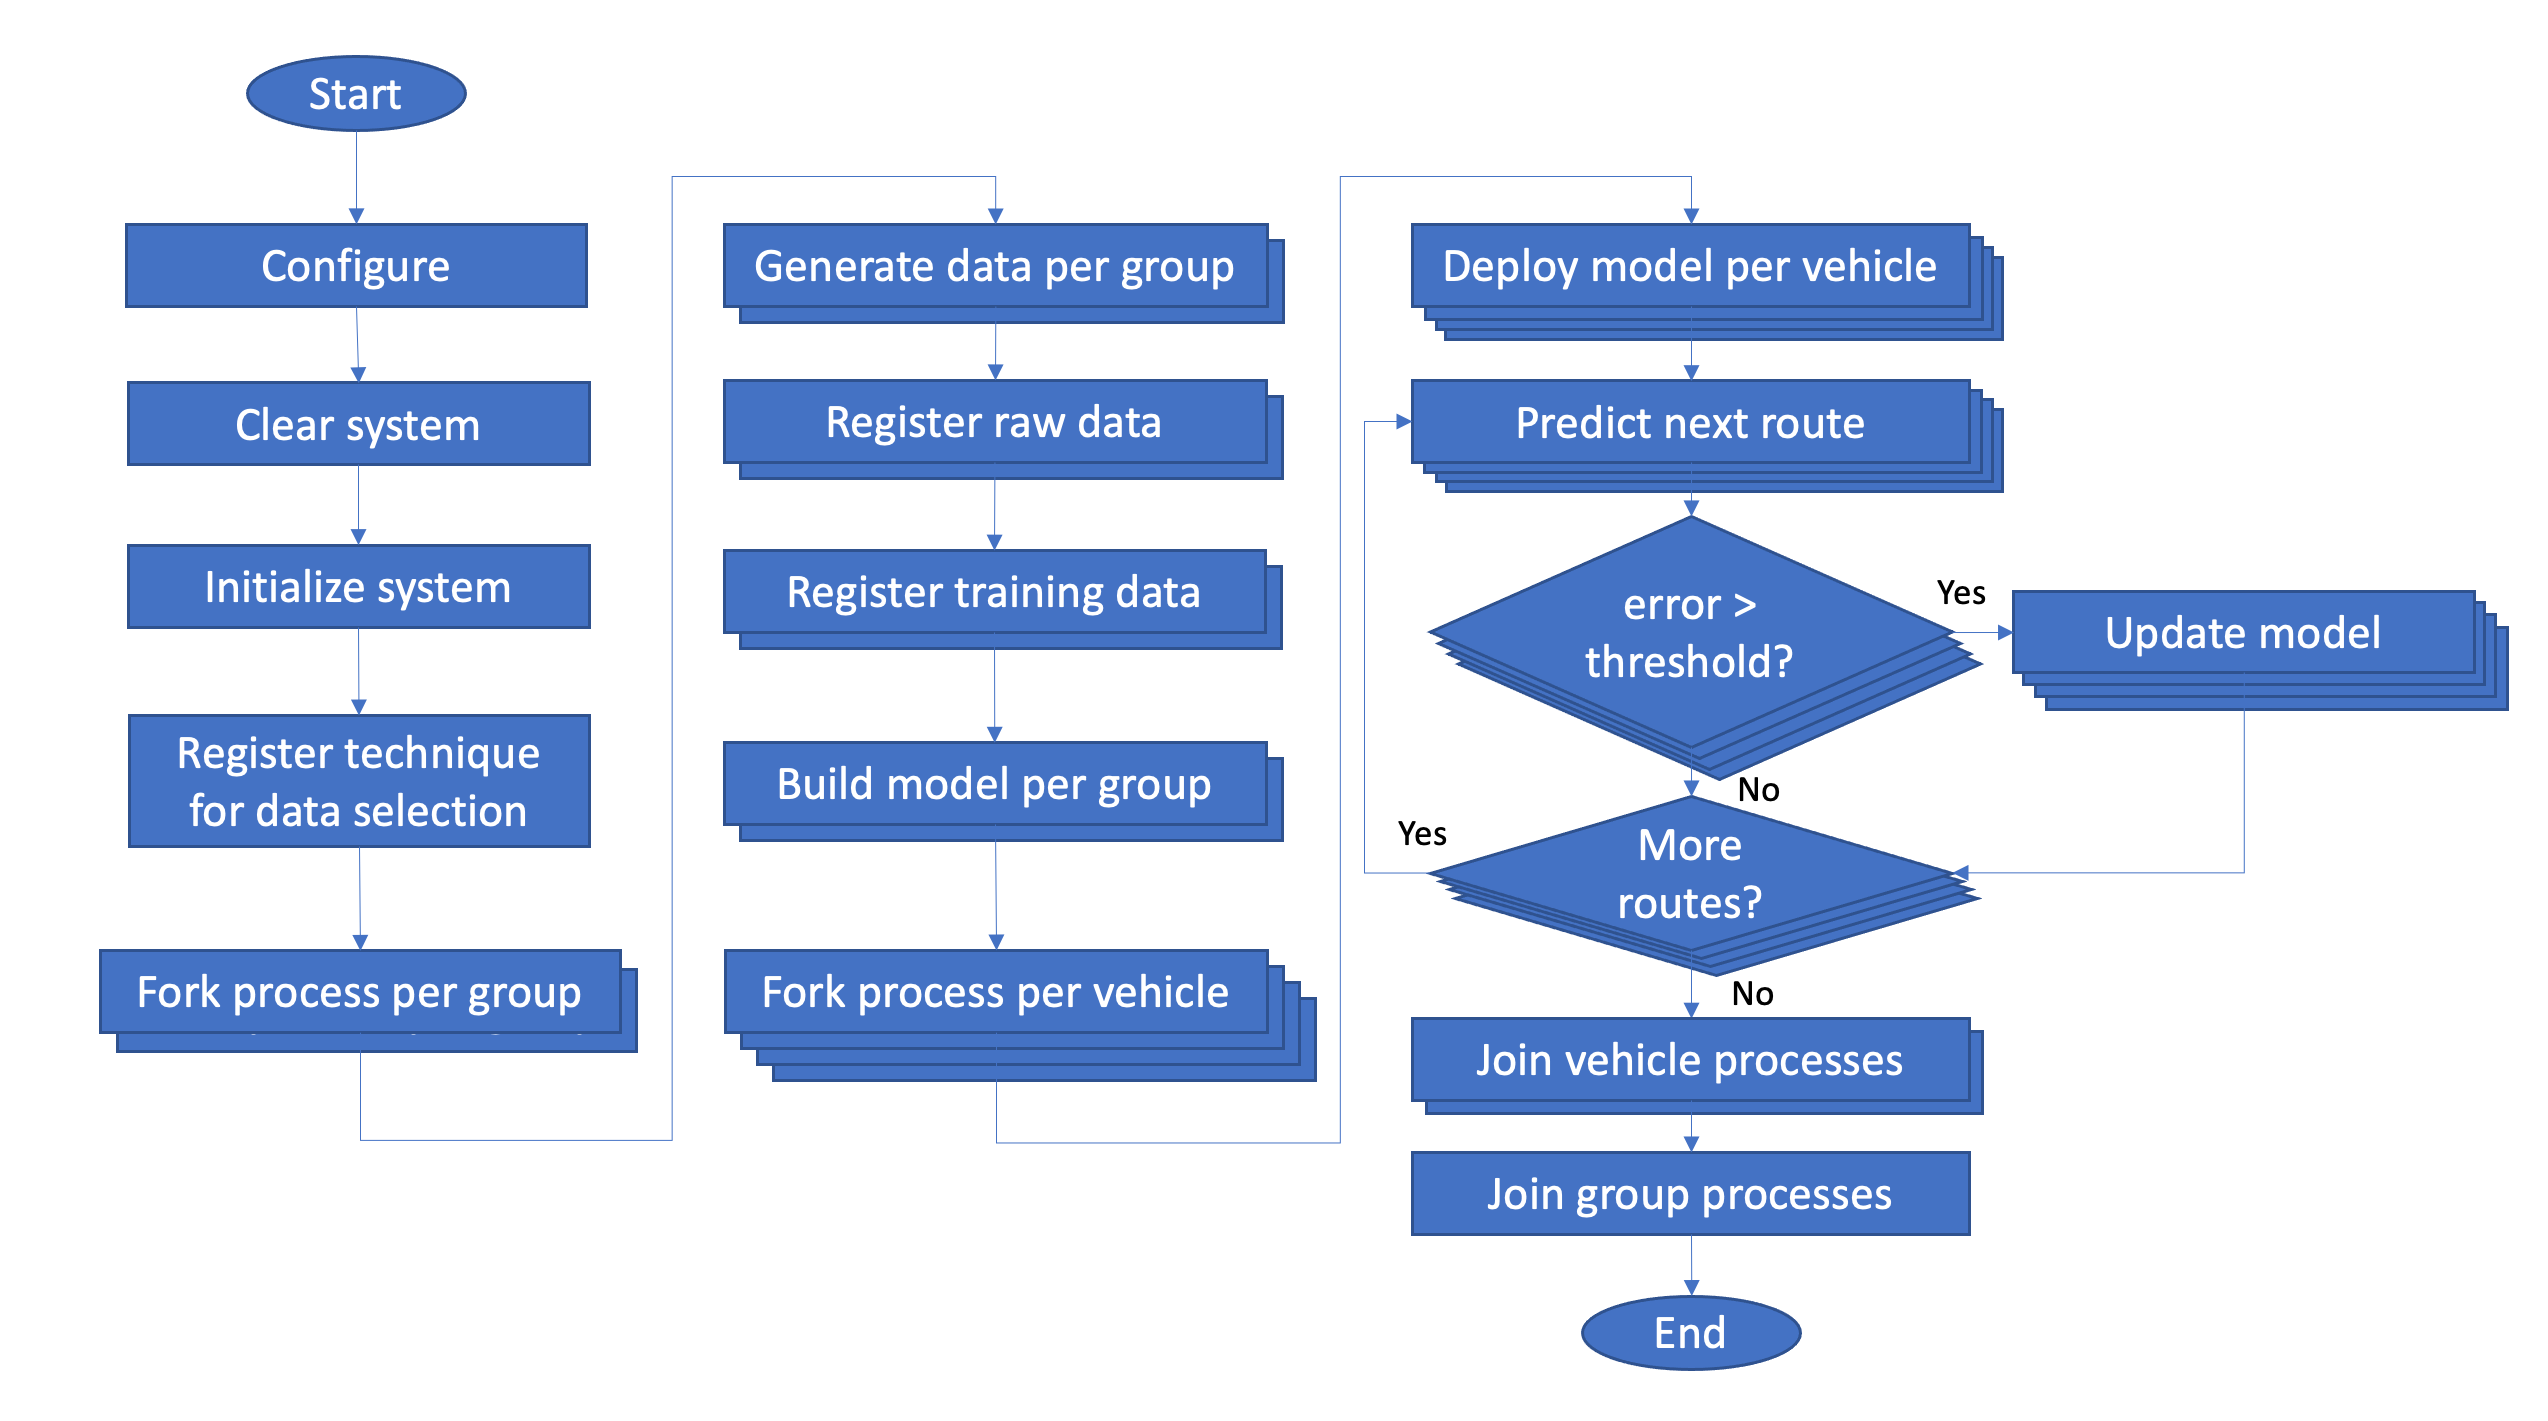 Start
Configure
Clear system
Initialize system
Register technique
for data selection
Fork process per group
Generate data per group
Register raw data
Register training data
Build model per group
Fork process per vehicle
Deploy model per vehicle
Predict next route
error >
threshold?
Yes
Update model
No
More
routes?
Yes
No
Join vehicle processes
Join group processes
End